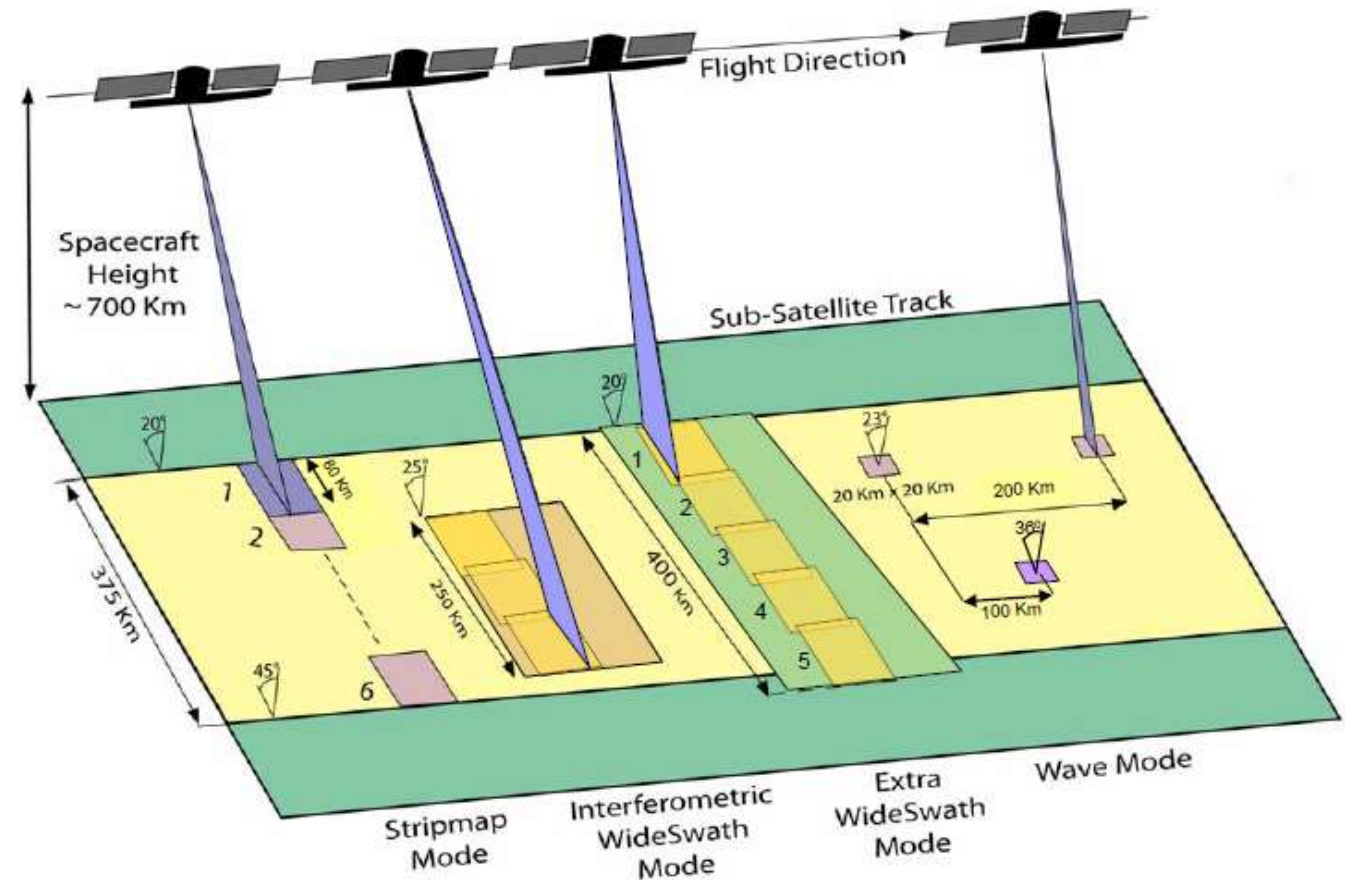 Flight Direction
Spacecraft
Height
~ 700 Km
Sub-Satellite Track
20°
20°
23°
80 Km
25°
1
1
20 Km x 20 Km
200 Km
2
2
36°
3
375 Km
250 Km
400 Km
4
100 Km
5
45°
6
Stripmap
Mode
Interferometric
WideSwath
Mode
Extra
WideSwath
Mode
Wave Mode